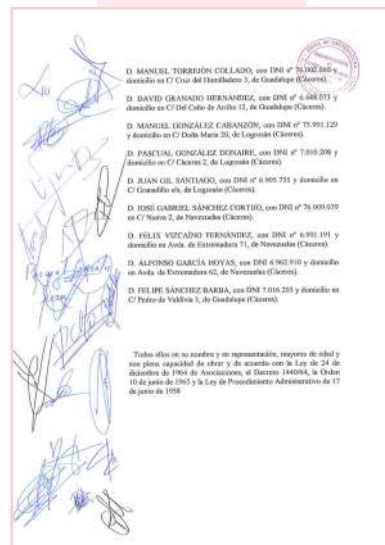 D. MANUEL TORREJÓN COLLADO, con DNI nº 76.002.860 y
domicilio en C/ Cruz del Humilladero 3, de Guadalupe (Cáceres).
D. DAVID GRANADO HERNÁNDEZ, con DNI nº 6.448.073 y
domicilio en C/ Del Caño de Arriba 12, de Guadalupe (Cáceres).
D. MANUEL GONZÁLEZ CABANZÓN, con DNI nº 75.991.129
y domicilio en C/ Doña María 20, de Logrosán (Cáceres).
D. PASCUAL GONZÁLEZ DONAIRE, con DNI nº 7.010.208 y
domicilio en C/ Cáceres 2, de Logrosán (Cáceres).
D. JUAN GIL SANTIAGO, con DNI nº 6.905.755 y domicilio en
C/ Granadillo s/n, de Logrosán (Cáceres).
D. JOSÉ GABRIEL SÁNCHEZ CORTIJO, con DNI nº 76.009.079
en C/ Nueva 2, de Navezuelas (Cáceres).
D. FÉLIX VIZCAÍNO FERNÁNDEZ, con DNI nº 6.991.191 y
domicilio en Avda. de Extremadura 71, de Navezuelas (Cáceres).
D. ALFONSO GARCÍA HOYAS, con DNI 6.962.910 y domicilio
en Avda. de Extremadura 62, de Navezuelas (Cáceres).
D. FELIPE SÁNCHEZ BARBA, con DNI 7.016.203 y domicilio en
C/ Pedro de Valdivia 3, de Guadalupe (Cáceres).
Todos ellos en su nombre y en representación, mayores de edad y
con plena capacidad de obrar y de acuerdo con la Ley de 24 de
diciembre de 1964 de Asociaciones, el Decreto 1440/64, la Orden
10 de junio de 1965 y la Ley de Procedimiento Administrativo de 17
de junio de 1958